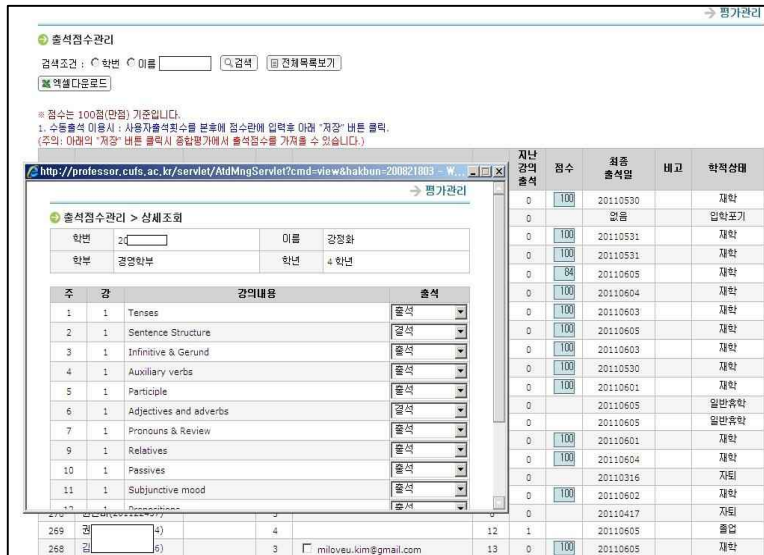 → 평가관리
출석점수관리
검색조건 : 학번 이름 검색 전체목록보기
엑셀다운로드
※ 점수는 100점(만점) 기준입니다.
1. 수동출석 이용시 : 사용자출석횟수를 본후에 점수란에 입력후 아래 "저장" 버튼 클릭.
(주의: 아래의 "저장" 버튼 클릭시 종합평가에서 출석점수를 가져올 수 있습니다.)
지난 강의 출석 점수 최종 출석일 비고 학적상태
0 100 20110530 재학
0 없음 입학포기
0 100 20110531 재학
0 100 20110531 재학
0 84 20110605 재학
0 100 20110604 재학
0 100 20110603 재학
0 100 20110605 재학
0 100 20110603 재학
0 100 20110530 재학
0 100 20110601 재학
0 20110605 일반휴학
0 20110605 일반휴학
0 100 20110601 재학
0 100 20110604 재학
0 20110316 자퇴
0 100 20110602 재학
0 20110417 자퇴
269 권 4) 4 12 1 20110605 졸업
268 김 6) 3 miloveu.kim@gmail.com 13 0 100 20110605 재학
http://professor.cufs.ac.kr/servlet/AtdMngServlet?cmd=view&hakbun=200821803 - W...
→ 평가관리
출석점수관리 > 상세조회
학번 20 이름 강정화
학부 경영학부 학년 4 학년
주 강 강의내용 출석
1 1 Tenses 출석
2 1 Sentence Structure 결석
3 1 Infinitive & Gerund 출석
4 1 Auxiliary verbs 출석
5 1 Participle 출석
6 1 Adjectives and adverbs 결석
7 1 Pronouns & Review 출석
9 1 Relatives 출석
10 1 Passives 출석
11 1 Subjunctive mood 출석
12 1 Prepositions 출석